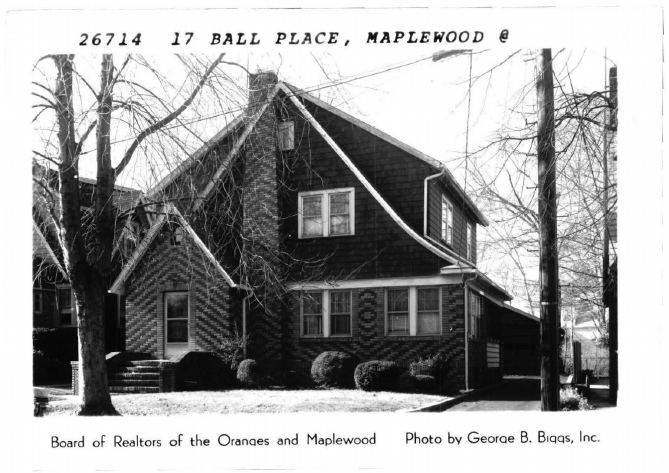 26714 17 BALL PLACE, MAPLEWOOD @
Board of Realtors of the Oranges and Maplewood Photo by George B. Biggs, Inc.